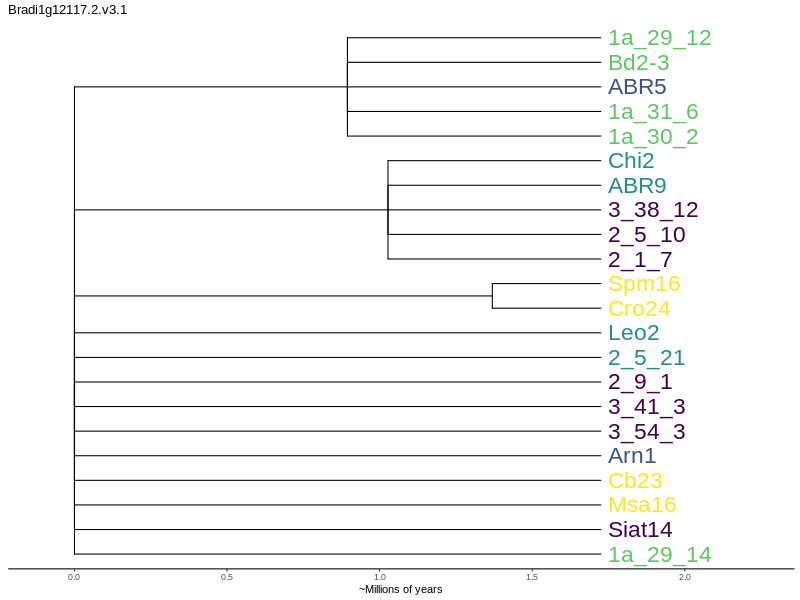 Bradi1g12117.2.v3.1
1a_29_12
Bd2-3
ABR5
1a_31_6
1a_30_2
Chi2
ABR9
3_38_12
2_5_10
2_1_7
Spm16
Cro24
Leo2
2_5_21
2_9_1
3_41_3
3_54_3
Arn1
Cb23
Msa16
Siat14
1a_29_14
0.0 0.5 1.0 1.5 2.0
~Millions of years